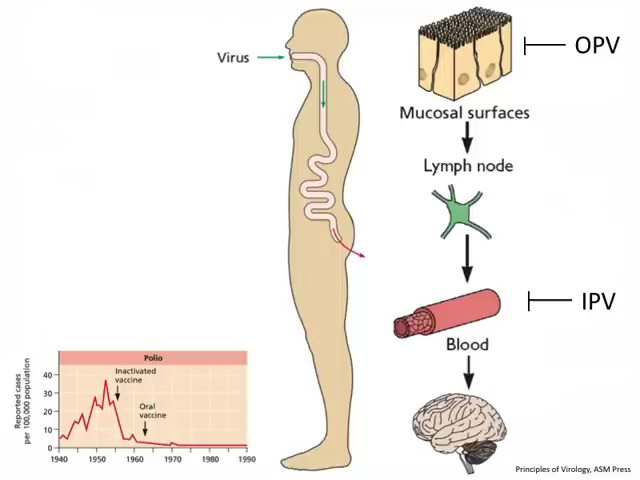 Virus
OPV
Mucosal surfaces
Lymph node
IPV
Blood
Polio
Reported cases
per 100,000 population
Inactivated
vaccine
Oral
vaccine
40
30
20
10
0
1940 1950 1960 1970 1980 1990
Principles of Virology, ASM Press